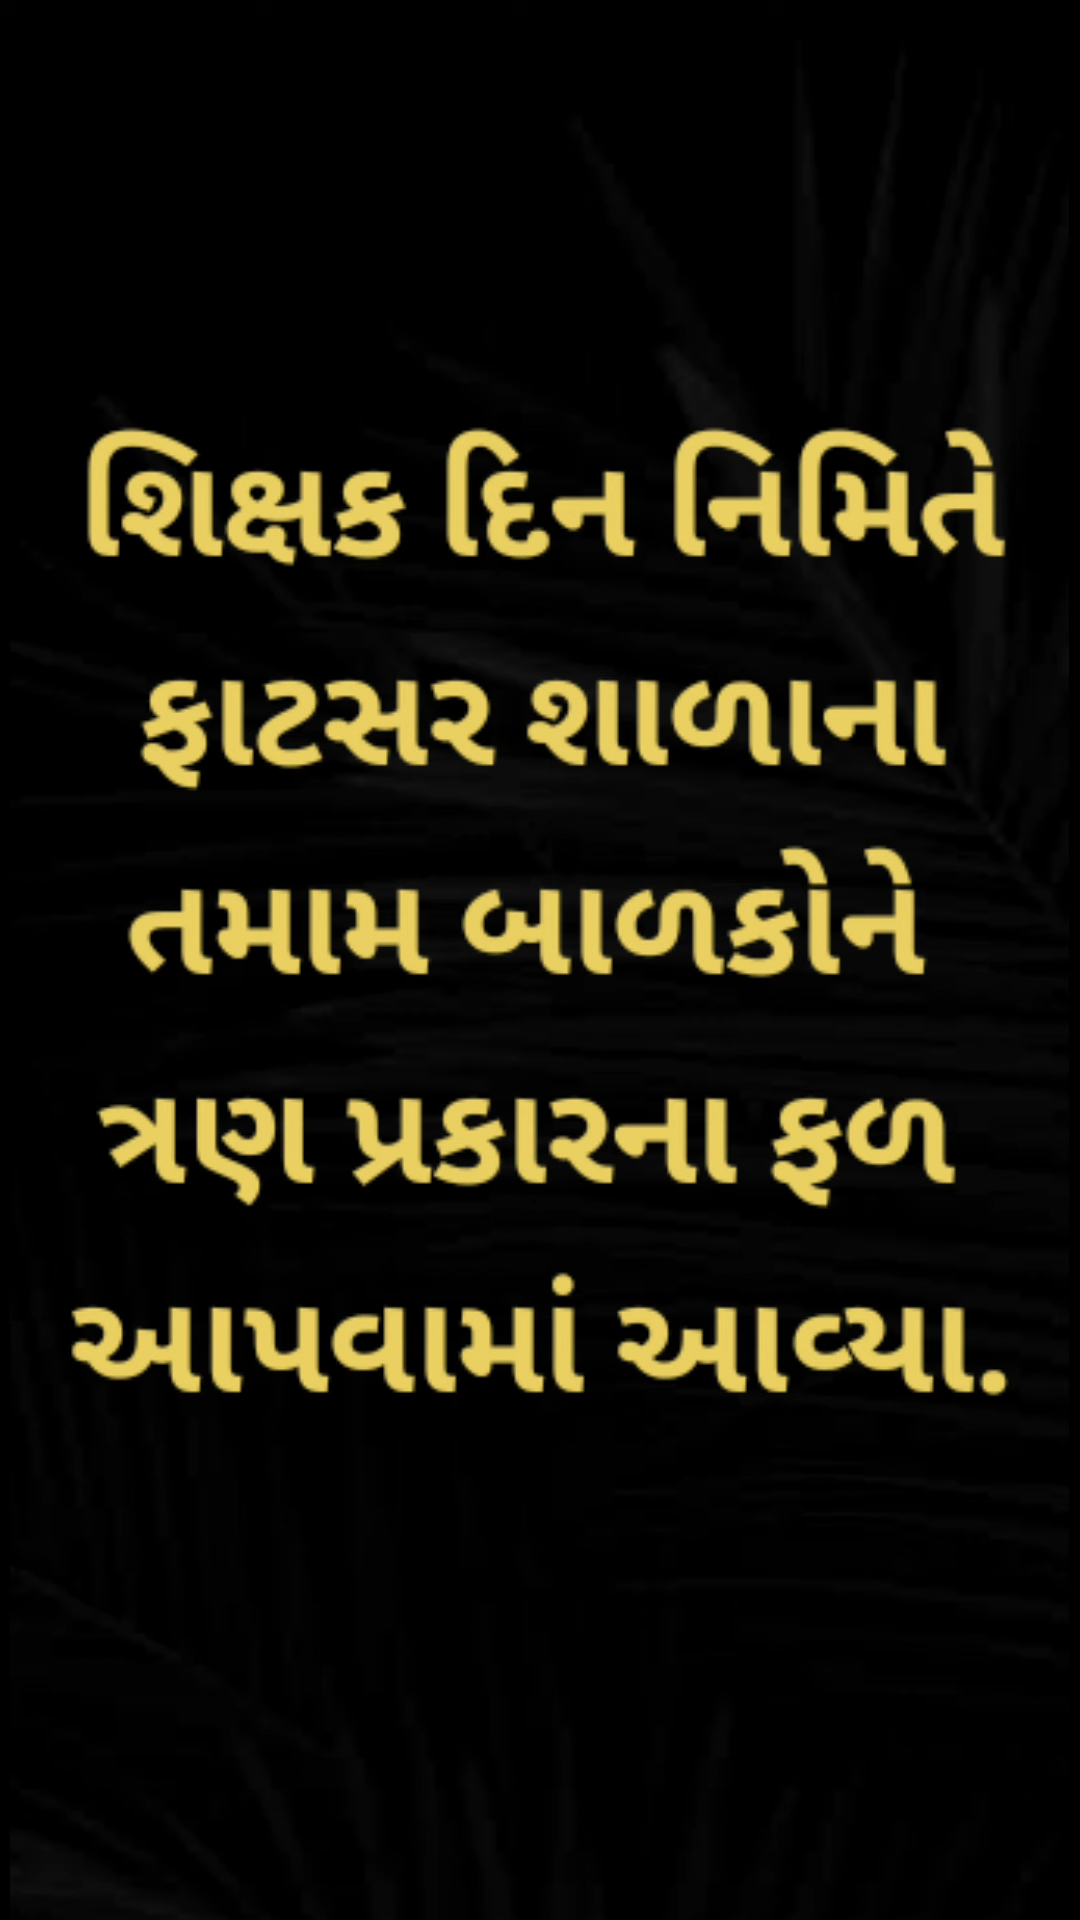 શિક્ષક દિન નિમિતે
ફાટસર શાળાના
તમામ બાળકોને
ત્રણ પ્રકારના ફળ
આપવામાં આવ્યા.